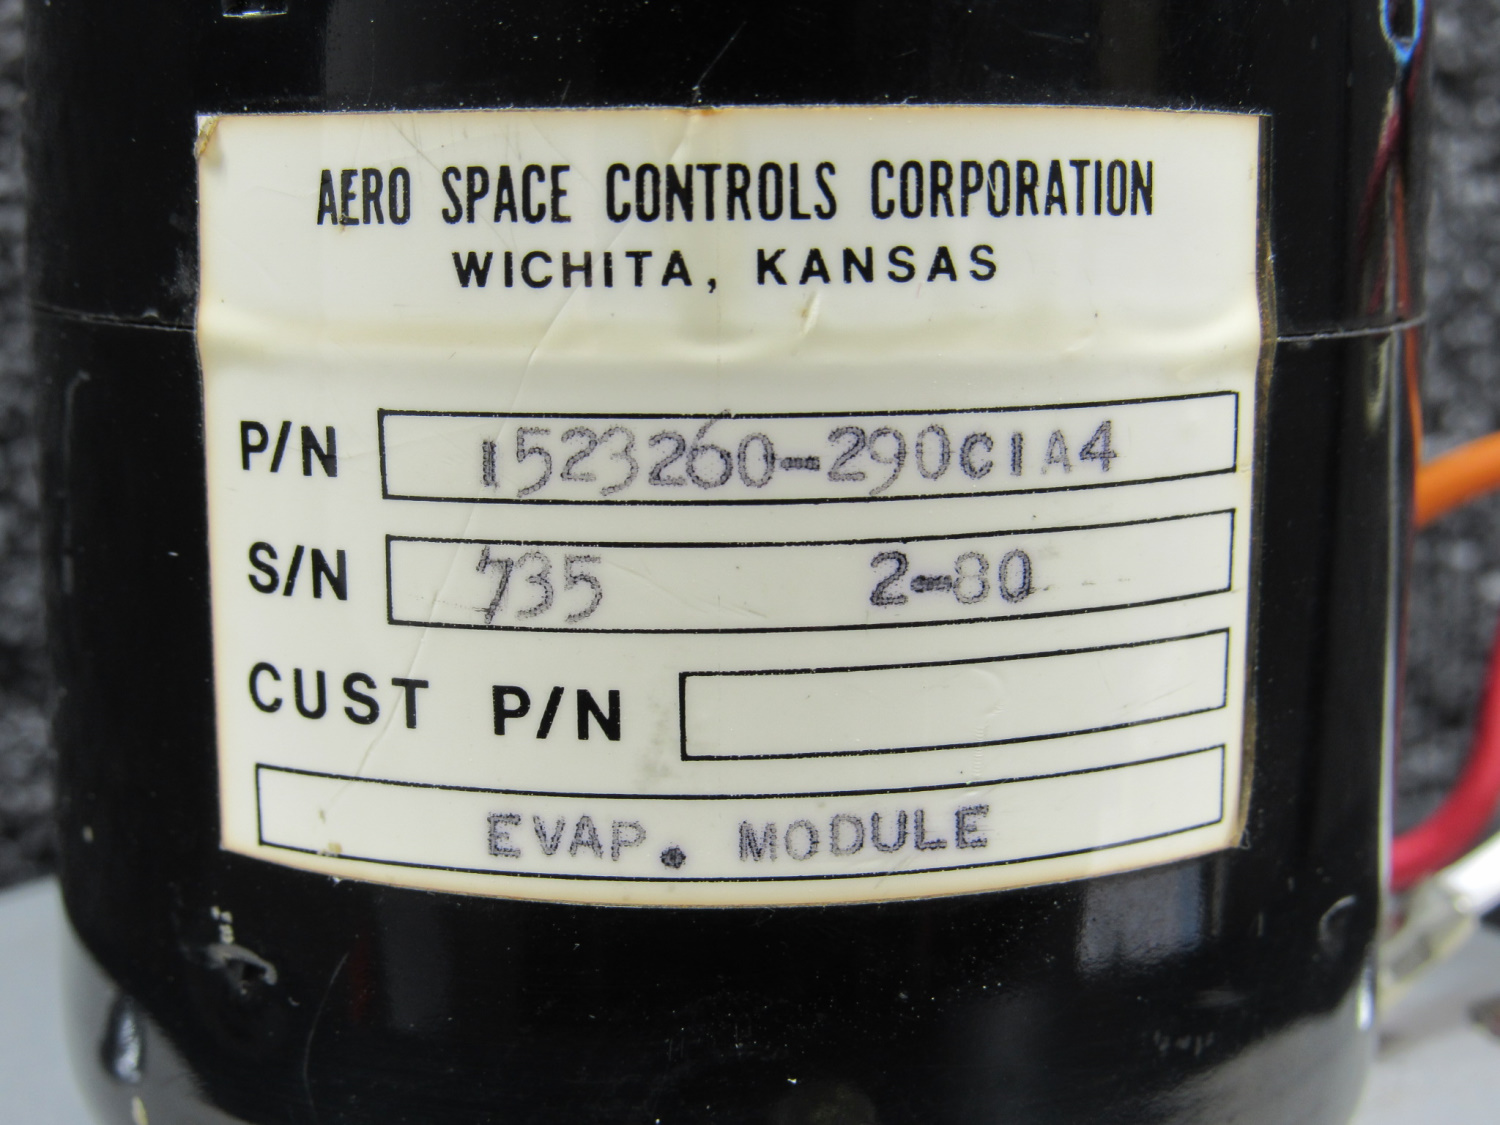 AERO SPACE CONTROLS CORPORATION
WICHITA, KANSAS
P/N 1523260-290C1A4
S/N 735 2-80
CUST P/N
EVAP. MODULE